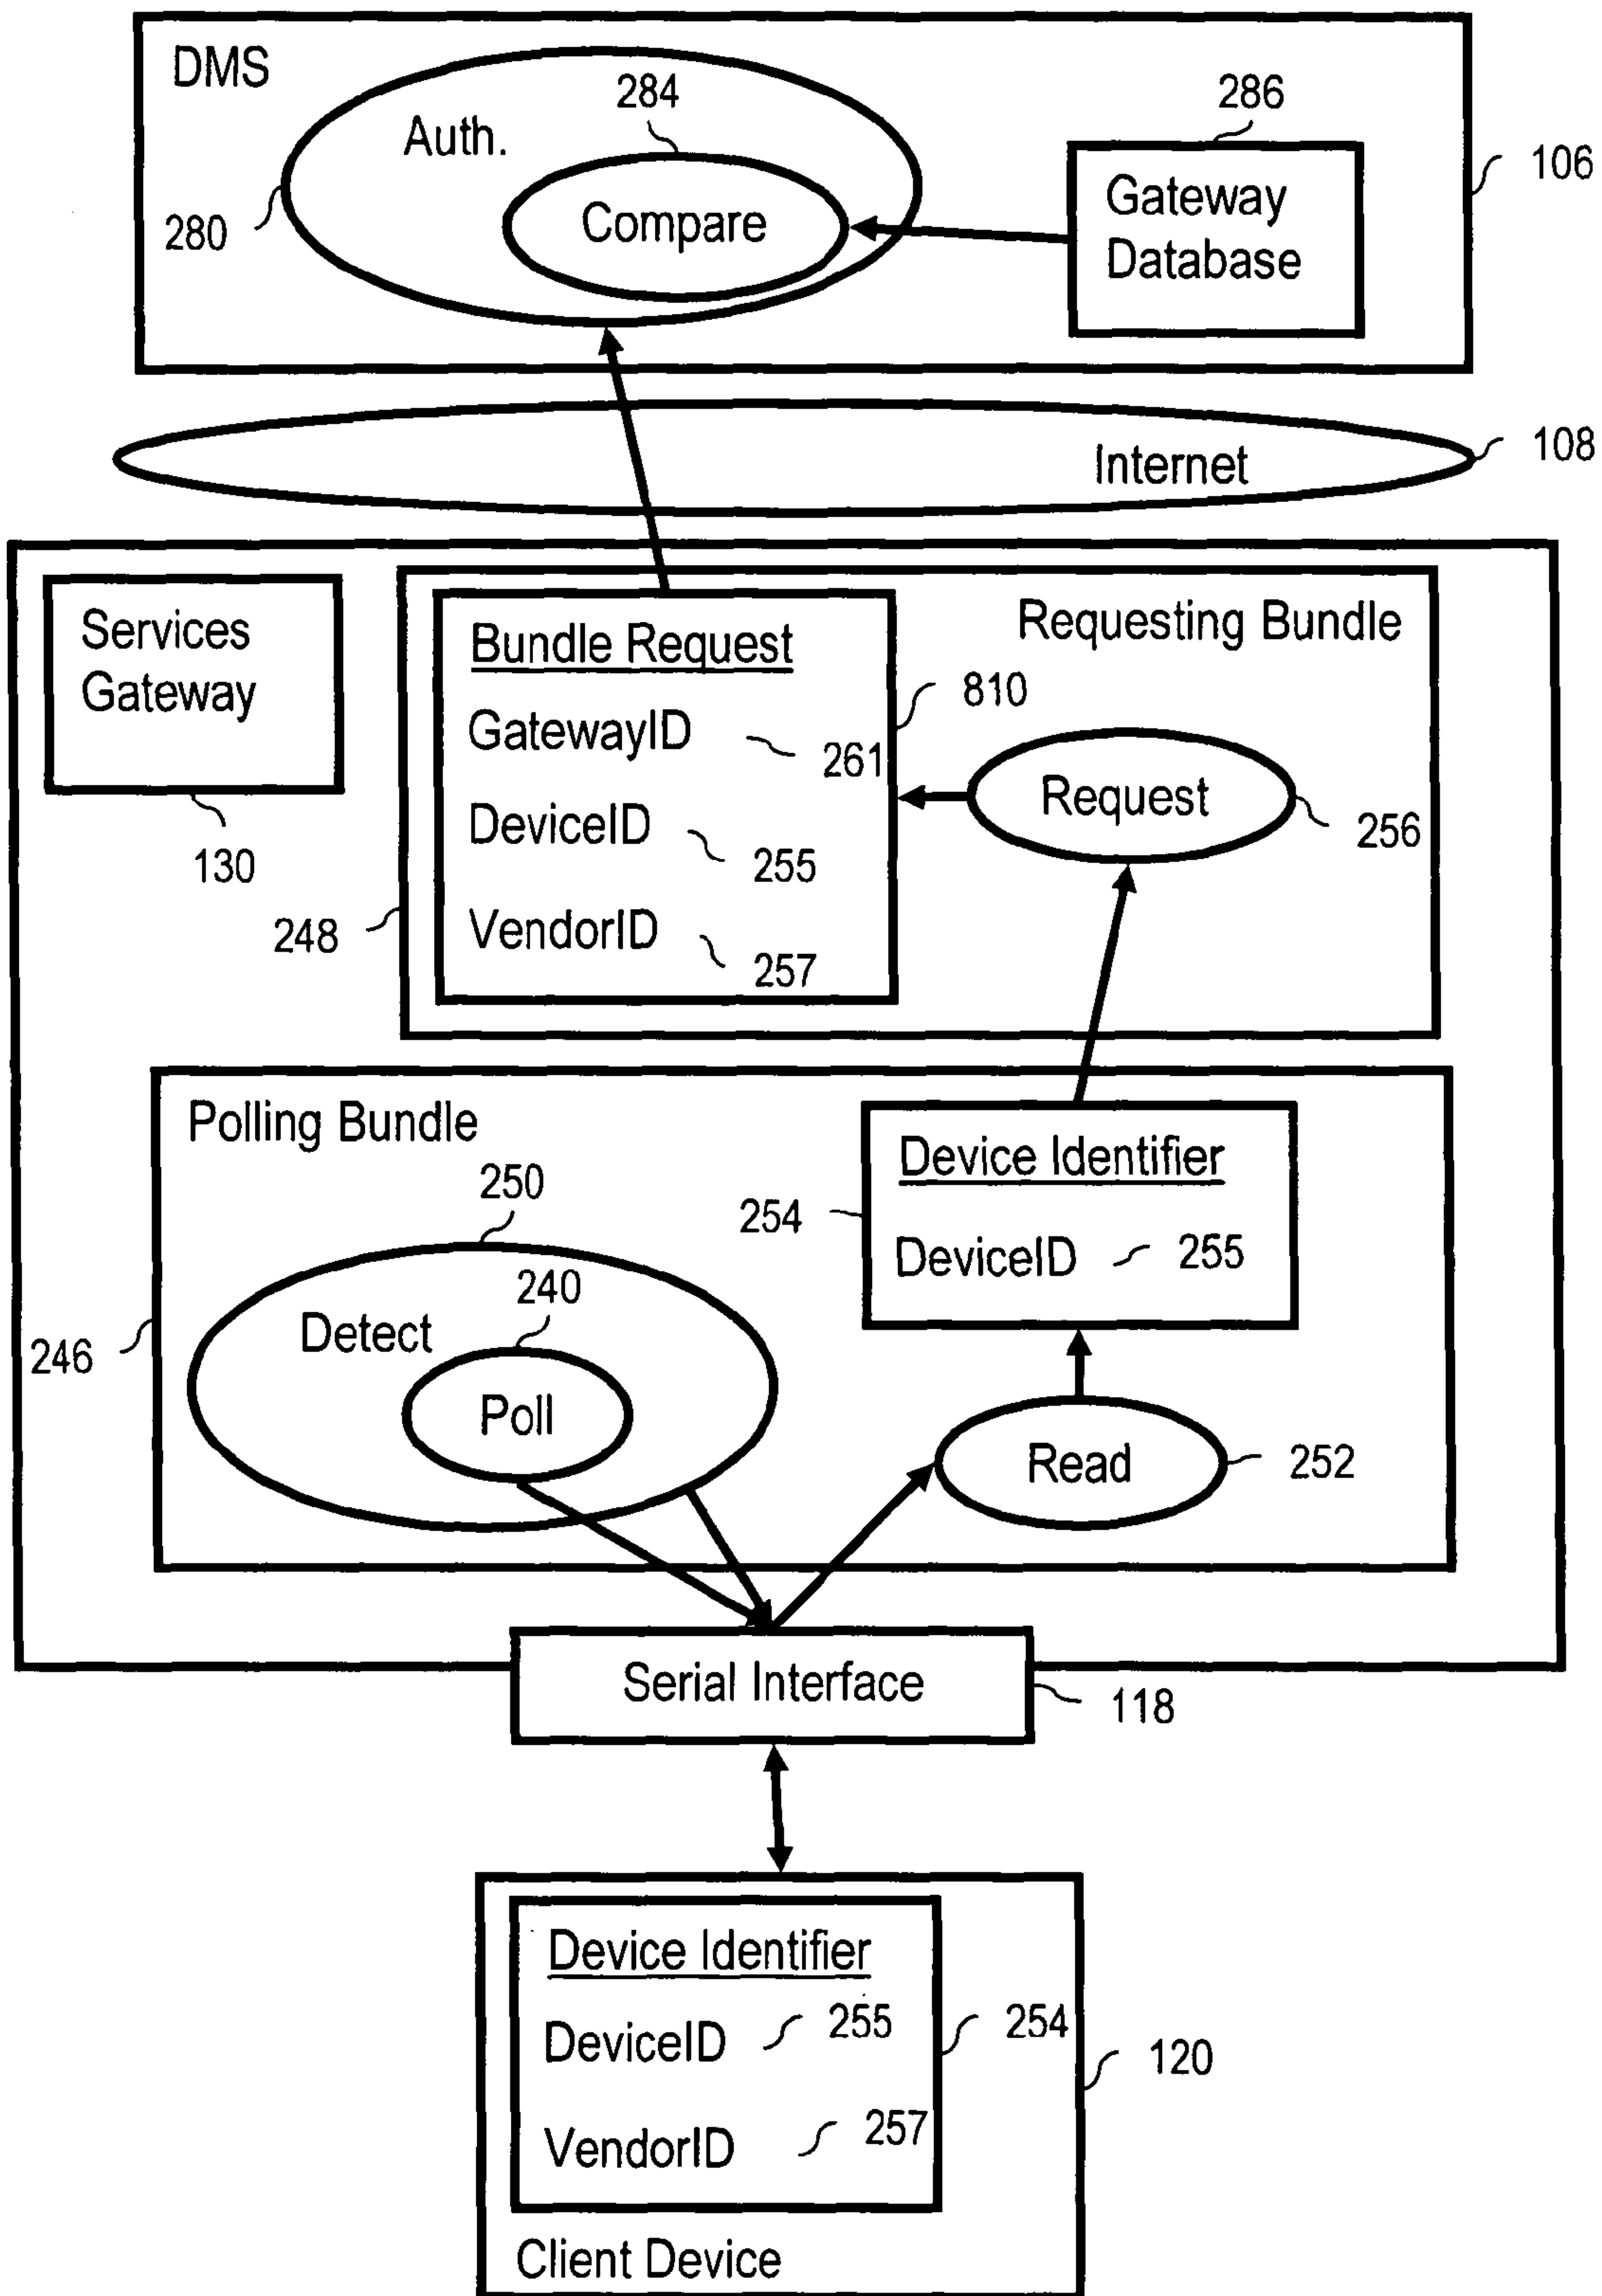 DMS
284
286
Auth.
106
Gateway
Database
280
Compare
108
Internet
Services
Gateway
Requesting Bundle
Bundle Request
810
GatewayID
261
Request
DeviceID
255
256
130
VendorID
248
257
Polling Bundle
Device Identifier
250
254
DeviceID
255
240
Detect
246
Poll
Read
252
Serial Interface
118
Device Identifier
DeviceID
255
254
120
VendorID
257
Client Device